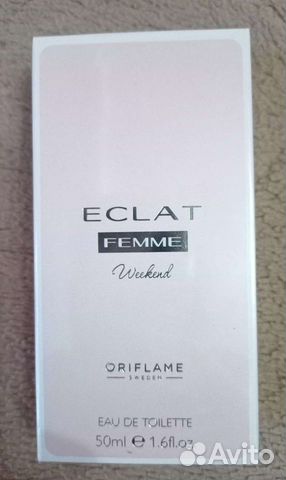 ECLAT
FEMME
Weekend
ORIFLAME
SWEDEN
EAU DE TOILETTE
50ml ℮ 1.6fl.oz
Avito